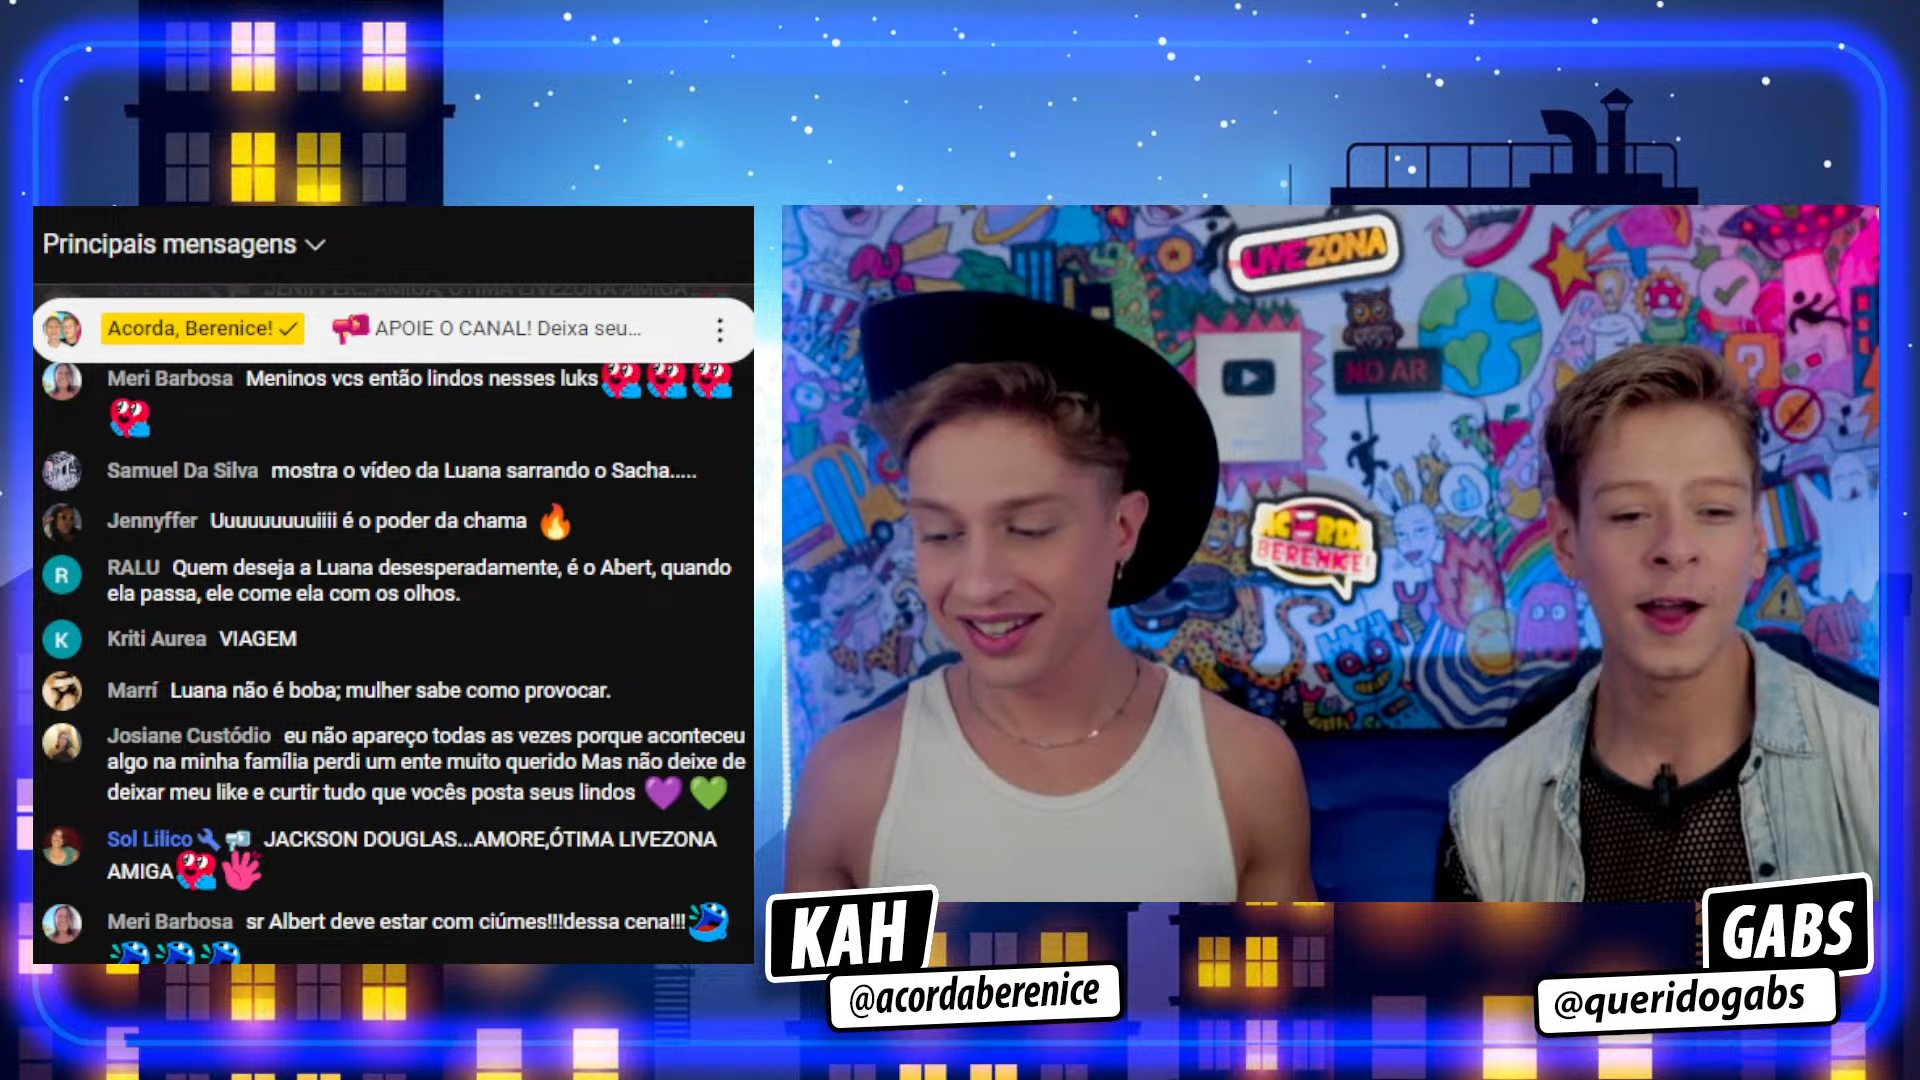 Principais mensagens
Acorda, Berenice! ✓ APOIE O CANAL! Deixa seu...
Meri Barbosa Meninos vcs então lindos nesses luks
Samuel Da Silva mostra o vídeo da Luana sarrando o Sacha.....
Jennyffer Uuuuuuuuuiiii é o poder da chama 🔥
R RALU Quem deseja a Luana desesperadamente, é o Abert, quando
ela passa, ele come ela com os olhos.
K Kriti Aurea VIAGEM
Marrí Luana não é boba; mulher sabe como provocar.
Josiane Custódio eu não apareço todas as vezes porque aconteceu
algo na minha família perdi um ente muito querido Mas não deixe de
deixar meu like e curtir tudo que vocês posta seus lindos 💜 💚
Sol Lilico JACKSON DOUGLAS...AMORE,ÓTIMA LIVEZONA
AMIGA
Meri Barbosa sr Albert deve estar com ciúmes!!!dessa cena!!!
LIVEZONA
NO AR
ACORDA
BERENICE!
KAH
@acordaberenice
GABS
@queridogabs